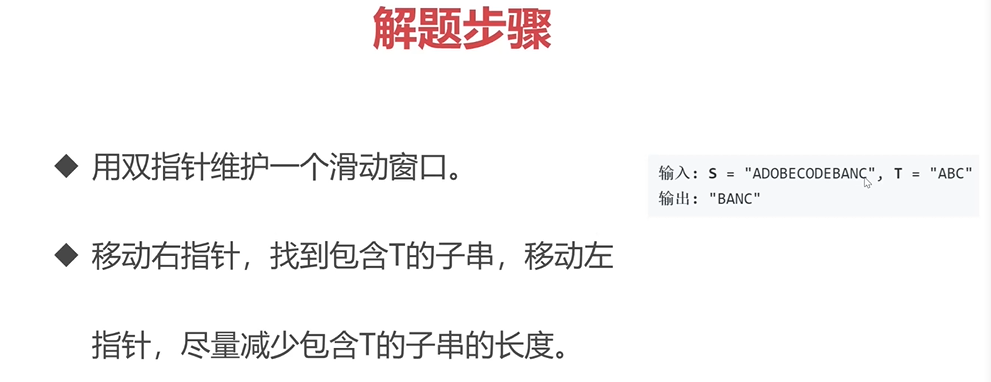 解题步骤
◆ 用双指针维护一个滑动窗口。
◆ 移动右指针，找到包含T的子串，移动左
指针，尽量减少包含T的子串的长度。
输入: S = "ADOBECODEBANC", T = "ABC"
输出: "BANC"